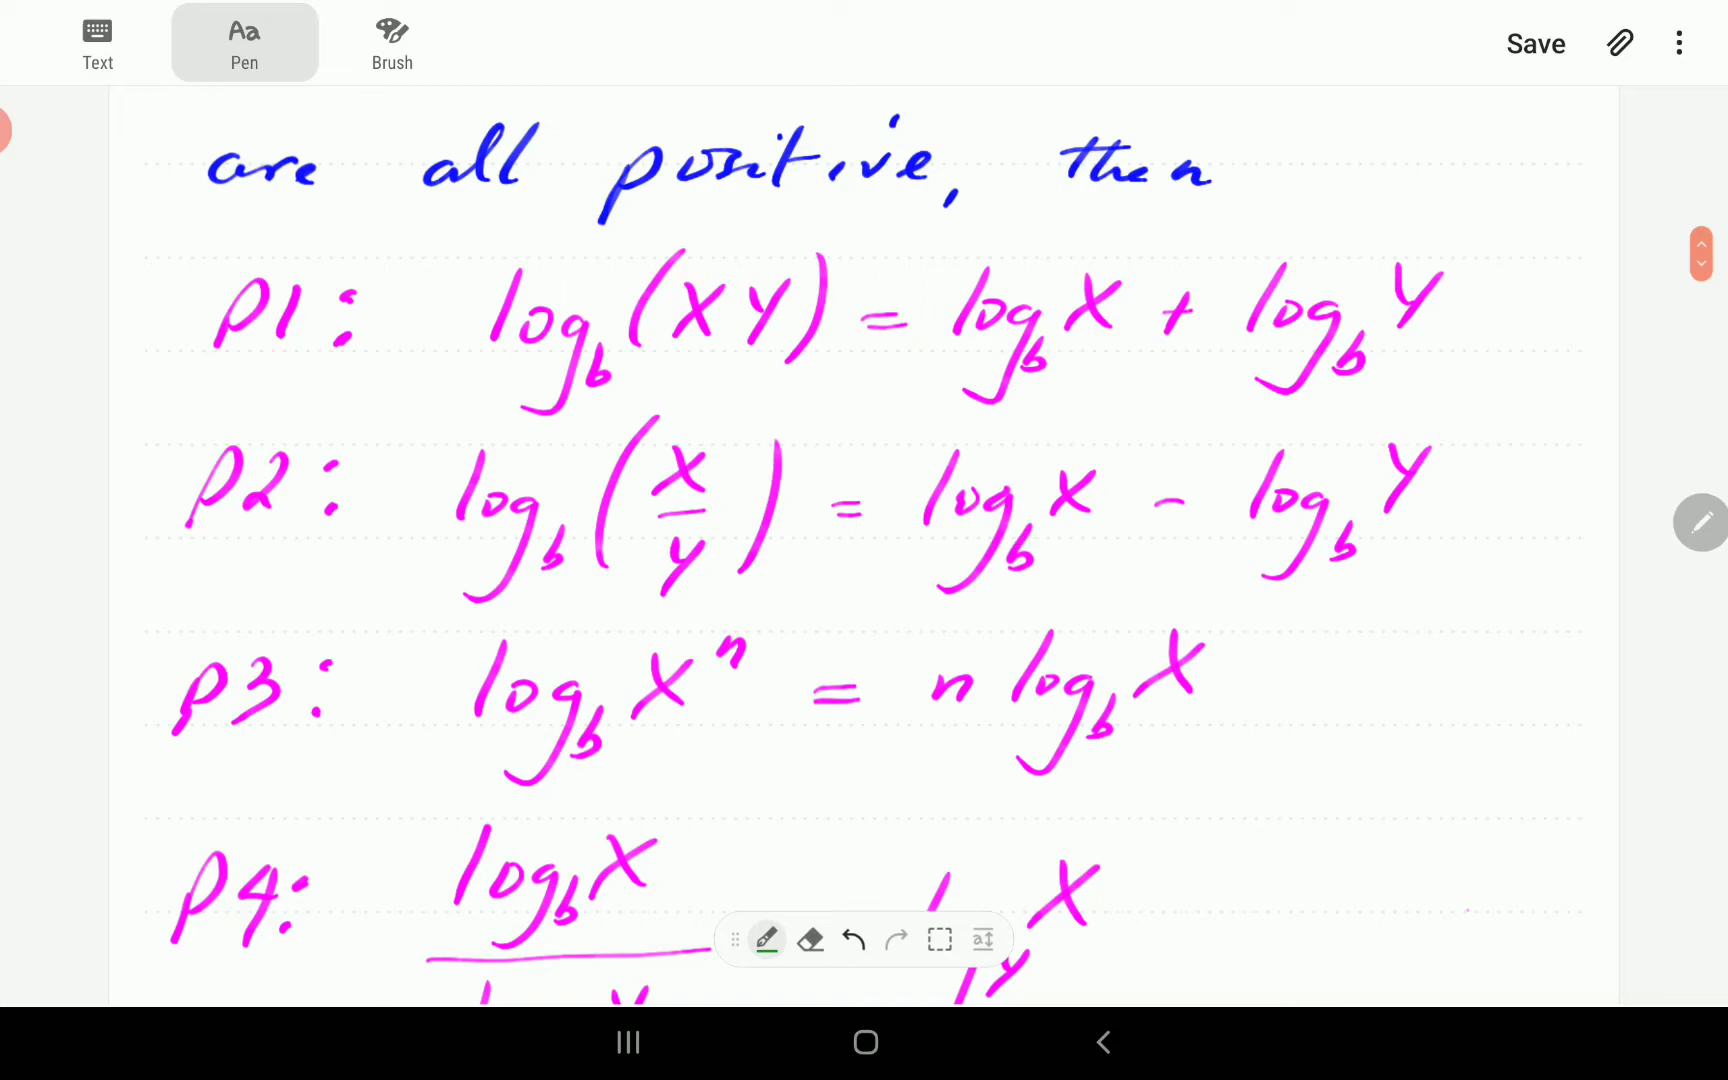 Text Pen Brush Save
are all positive, then
P1: log_b(XY) = log_b X + log_b Y
P2: log_b(X/Y) = log_b X - log_b Y
P3: log_b X^n = n log_b X
P4: log_b X
X